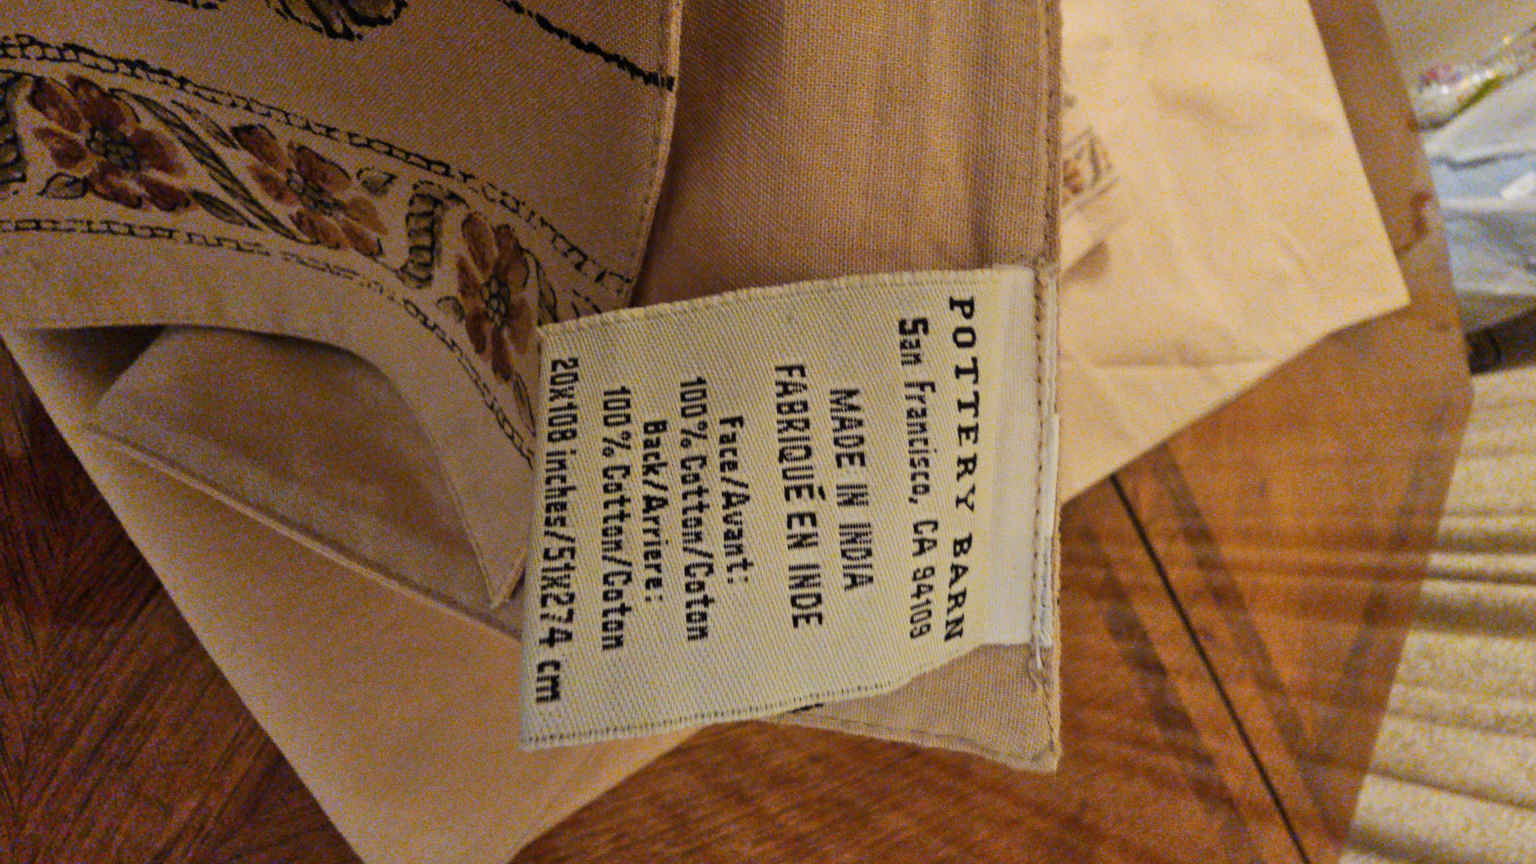 POTTERY BARN
San Francisco, CA 94109
MADE IN INDIA
FABRIQUÉ EN INDE
Face/Avant:
100% Cotton/Coton
Back/Arriere:
100% Cotton/Coton
20x108 inches/51x274 cm